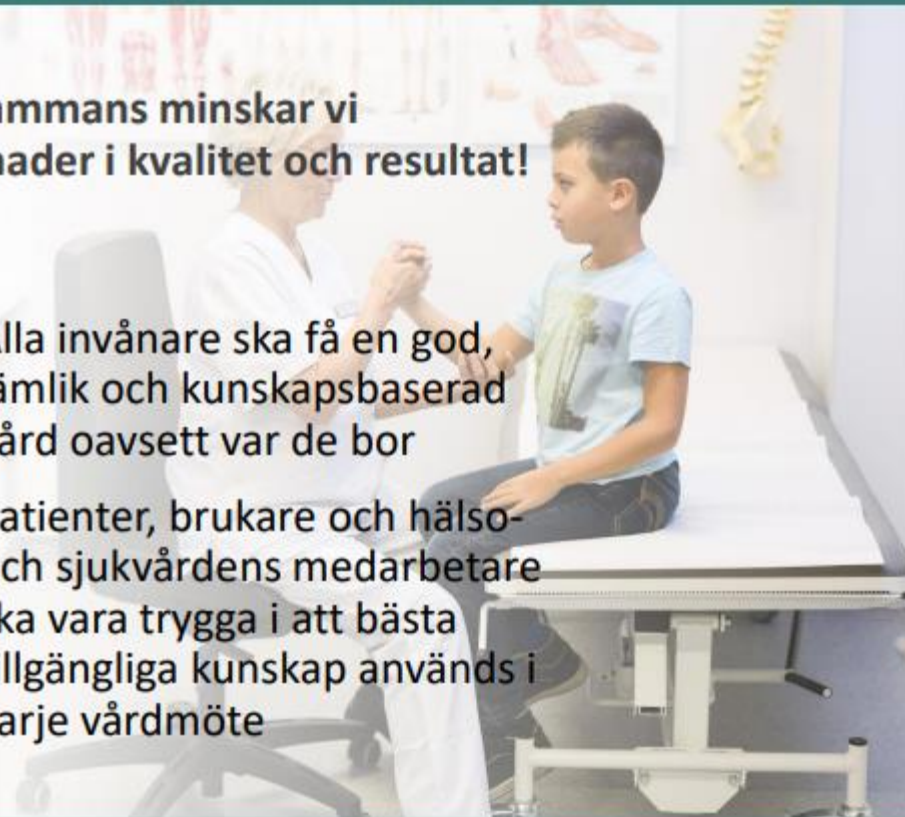 ammans minskar vi
nader i kvalitet och resultat!
lla invånare ska få en god,
ämlik och kunskapsbaserad
ård oavsett var de bor
atienter, brukare och hälso-
ch sjukvårdens medarbetare
ka vara trygga i att bästa
llgängliga kunskap används i
arje vårdmöte